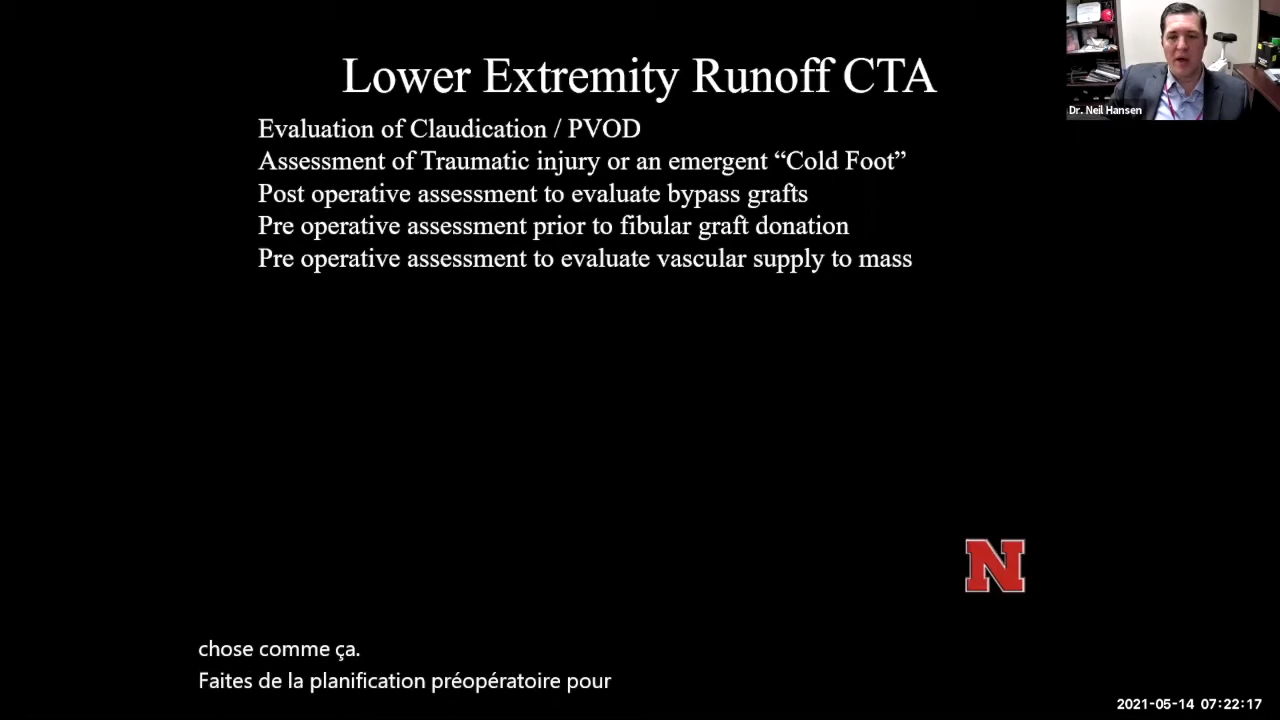 Lower Extremity Runoff CTA
Evaluation of Claudication / PVOD
Assessment of Traumatic injury or an emergent “Cold Foot”
Post operative assessment to evaluate bypass grafts
Pre operative assessment prior to fibular graft donation
Pre operative assessment to evaluate vascular supply to mass
Dr. Neil Hansen
N
chose comme ça.
Faites de la planification préopératoire pour
2021-05-14 07:22:17